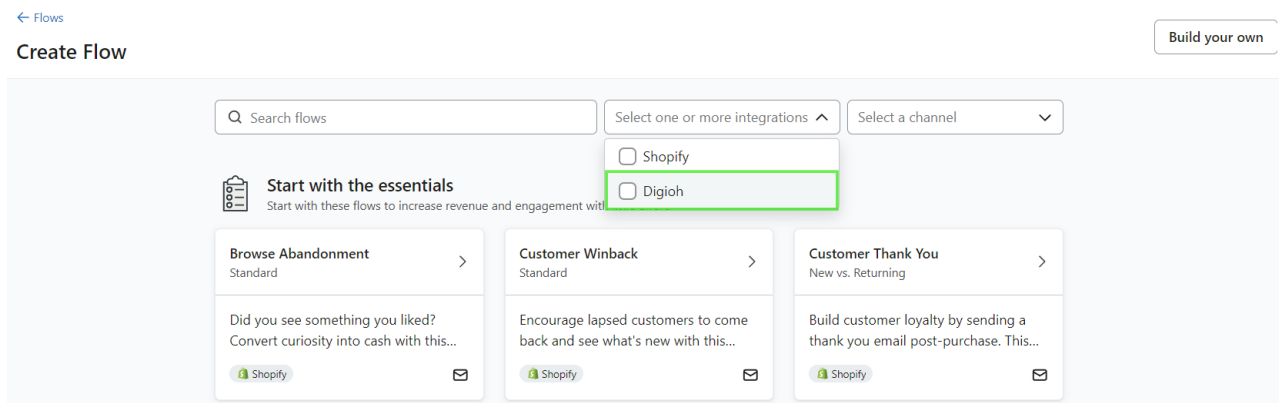 ← Flows
Create Flow
Build your own
Search flows
Select one or more integrations
Select a channel
Shopify
Digioh
Start with the essentials
Start with these flows to increase revenue and engagement
Browse Abandonment
Standard
Customer Winback
Standard
Customer Thank You
New vs. Returning
Did you see something you liked?
Convert curiosity into cash with this...
Encourage lapsed customers to come
back and see what's new with this...
Build customer loyalty by sending a
thank you email post-purchase. This...
Shopify
Shopify
Shopify